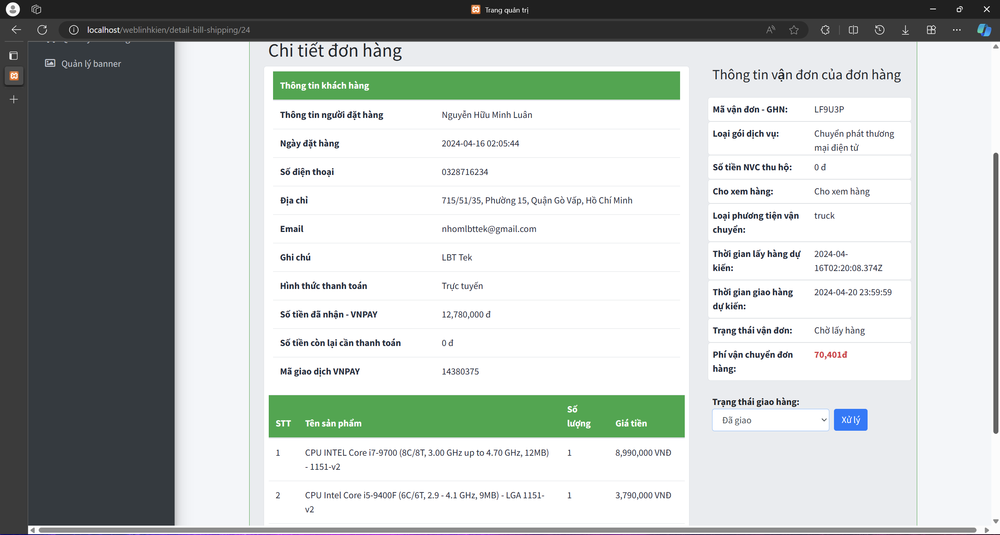 Trang quản trị
localhost/weblinhkien/detail-bill-shipping/24
Quản lý banner
Chi tiết đơn hàng
Thông tin khách hàng
Thông tin người đặt hàng Nguyễn Hữu Minh Luân
Ngày đặt hàng 2024-04-16 02:05:44
Số điện thoại 0328716234
Địa chỉ 715/51/35, Phường 15, Quận Gò Vấp, Hồ Chí Minh
Email nhomlbttek@gmail.com
Ghi chú LBT Tek
Hình thức thanh toán Trực tuyến
Số tiền đã nhận - VNPAY 12,780,000 đ
Số tiền còn lại cần thanh toán 0 đ
Mã giao dịch VNPAY 14380375
STT Tên sản phẩm Số lượng Giá tiền
1 CPU INTEL Core i7-9700 (8C/8T, 3.00 GHz up to 4.70 GHz, 12MB) 1 8,990,000 VNĐ
- 1151-v2
2 CPU Intel Core i5-9400F (6C/6T, 2.9 - 4.1 GHz, 9MB) - LGA 1151- 1 3,790,000 VNĐ
v2
Thông tin vận đơn của đơn hàng
Mã vận đơn - GHN: LF9U3P
Loại gói dịch vụ: Chuyển phát thương
mại điện tử
Số tiền NVC thu hộ: 0 đ
Cho xem hàng: Cho xem hàng
Loại phương tiện vận truck
chuyển:
Thời gian lấy hàng dự 2024-04-
kiến: 16T02:20:08.374Z
Thời gian giao hàng 2024-04-20 23:59:59
dự kiến:
Trạng thái vận đơn: Chờ lấy hàng
Phí vận chuyển đơn 70,401đ
hàng:
Trạng thái giao hàng:
Đã giao Xử lý